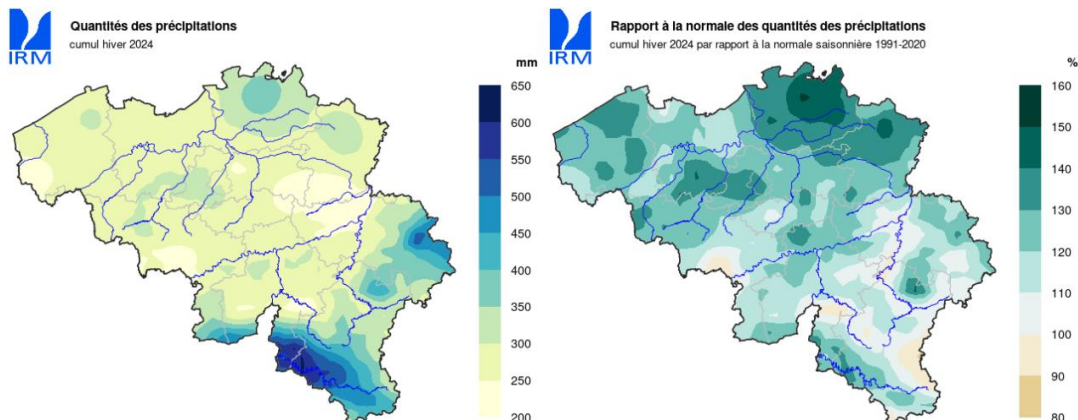 IRM
Quantités des précipitations
cumul hiver 2024
mm
650
600
550
500
450
400
350
300
250
200
IRM
Rapport à la normale des quantités des précipitations
cumul hiver 2024 par rapport à la normale saisonnière 1991-2020
%
160
150
140
130
120
110
100
90
80